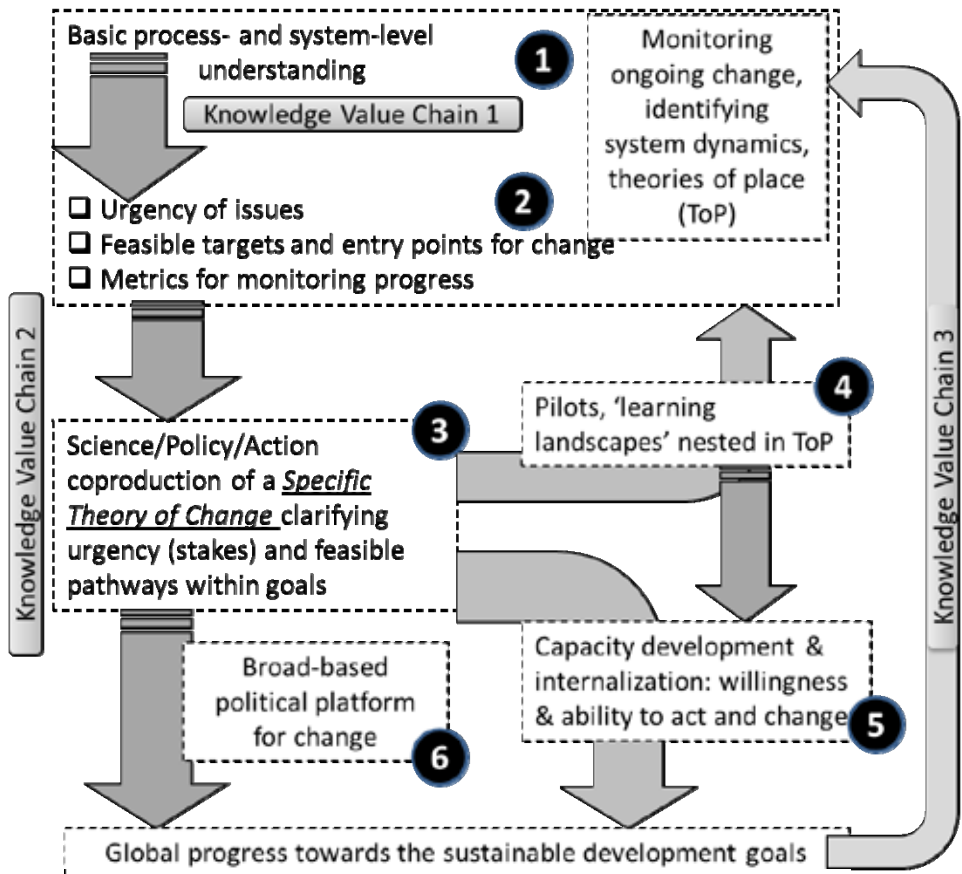 Basic process- and system-level
understanding
1
Knowledge Value Chain 1
Monitoring
ongoing change,
identifying
system dynamics,
theories of place
(ToP)
2
❑ Urgency of issues
❑ Feasible targets and entry points for change
❑ Metrics for monitoring progress
Knowledge Value Chain 2
3
Science/Policy/Action
coproduction of a Specific
Theory of Change clarifying
urgency (stakes) and feasible
pathways within goals
4
Pilots, ‘learning
landscapes’ nested in ToP
Knowledge Value Chain 3
Capacity development &
internalization: willingness
& ability to act and change
5
Broad-based
political platform
for change
6
Global progress towards the sustainable development goals